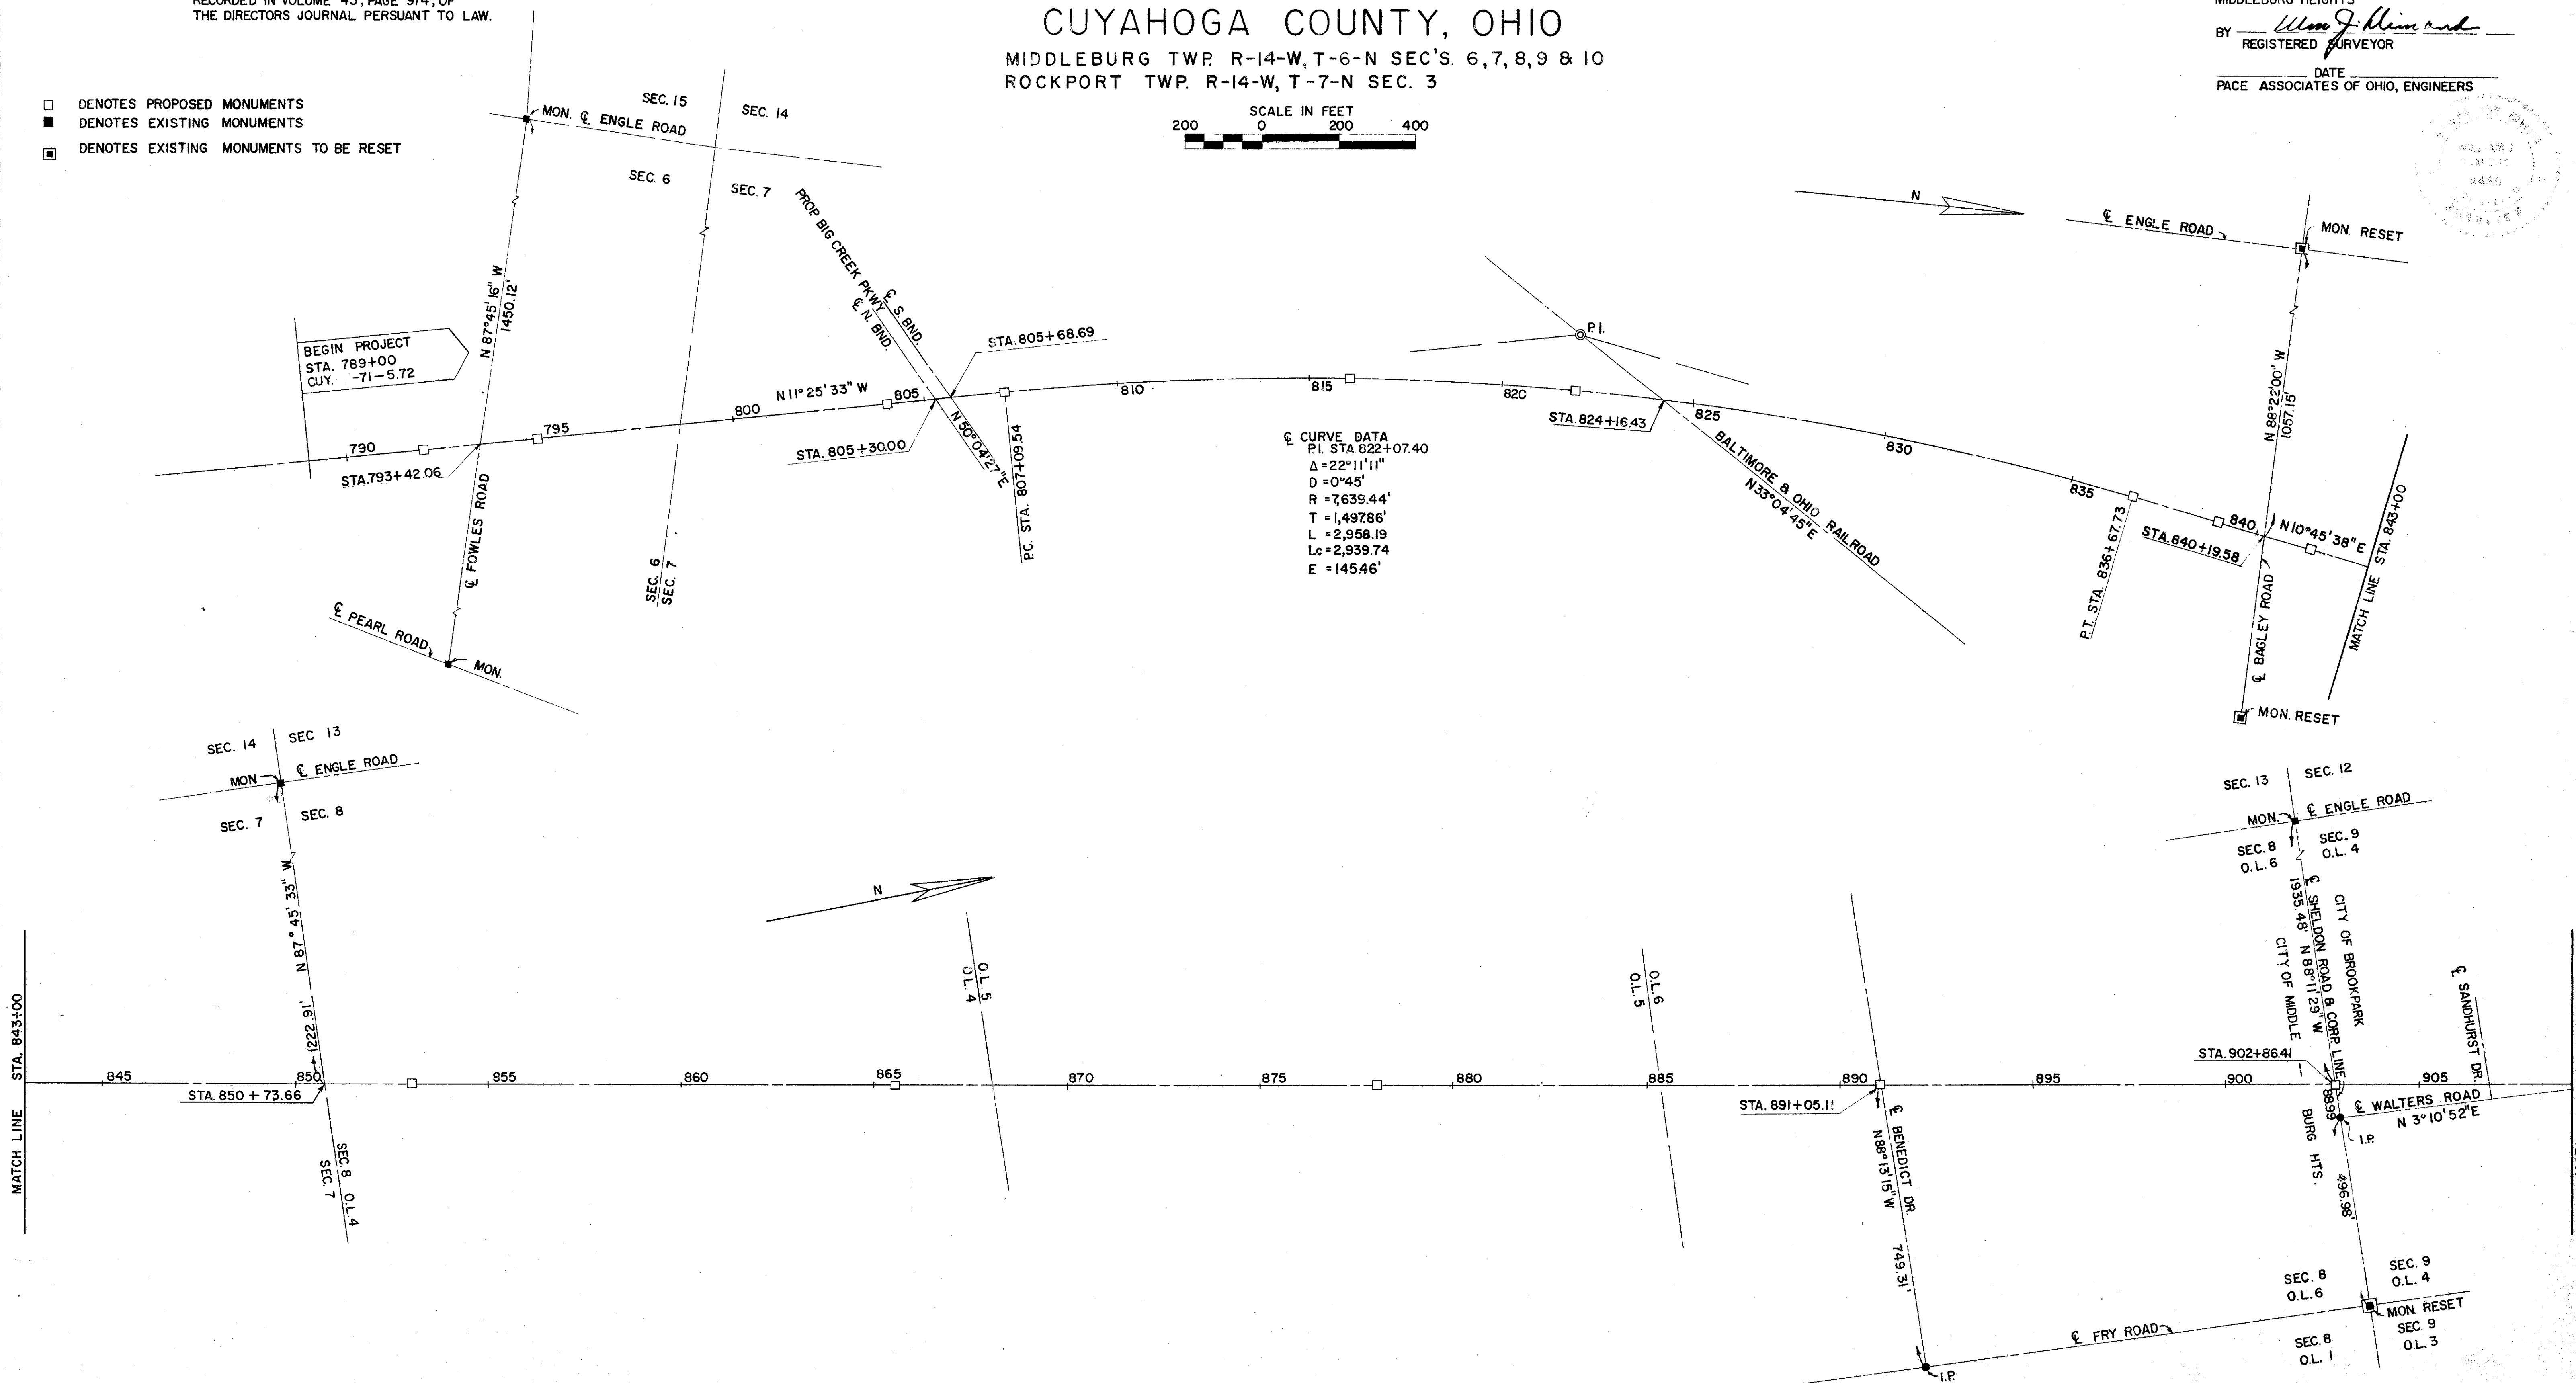 RECORDED IN VOLUME 45, PAGE 974, OF
THE DIRECTORS JOURNAL PERSUANT TO LAW.
CUYAHOGA COUNTY, OHIO
MIDDLEBURG TWP. R-14-W, T-6-N SEC'S. 6,7,8,9 & 10
ROCKPORT TWP. R-14-W, T-7-N SEC. 3
SCALE IN FEET
200 0 200 400
MIDDLEBURG HEIGHTS
BY
REGISTERED SURVEYOR
DATE
PACE ASSOCIATES OF OHIO, ENGINEERS
DENOTES PROPOSED MONUMENTS
DENOTES EXISTING MONUMENTS
DENOTES EXISTING MONUMENTS TO BE RESET
MON. ℄ ENGLE ROAD
SEC. 15
SEC. 14
SEC. 6
SEC. 7
N 87°45'16" W
1450.12'
BEGIN PROJECT
STA. 789+00
CUY. -71-5.72
790
STA.793+42.06
795
℄ FOWLES ROAD
℄ PEARL ROAD
MON.
SEC. 6
SEC. 7
800
N 11°25'33" W
PROP. BIG CREEK PKWY.
℄ S. BND.
℄ N. BND.
805
STA.805+68.69
STA. 805+30.00
N 50°04'27"E
P.C. STA. 807+09.54
810
815
820
P.I.
STA 824+16.43
825
℄ CURVE DATA
P.I. STA 822+07.40
Δ = 22°11'11"
D = 0°45'
R = 7,639.44'
T = 1,497.86'
L = 2,958.19
Lc = 2,939.74
E = 145.46'
BALTIMORE & OHIO RAILROAD
N33°04'45"E
830
835
P.T. STA. 836+67.73
840
STA.840+19.58
N10°45'38"E
N
℄ ENGLE ROAD
MON. RESET
N 88°22'00" W
1057.15'
℄ BAGLEY ROAD
MATCH LINE STA. 843+00
MON. RESET
SEC. 14
SEC 13
MON
℄ ENGLE ROAD
SEC. 7
SEC. 8
N 87°45'33" W
1222.91'
N
MATCH LINE STA. 843+00
845
850
STA. 850+73.66
SEC.8 O.L.4
SEC.7
855
860
865
O.L.5
O.L.4
870
875
880
O.L.6
O.L.5
885
890
STA. 891+05.11
℄ BENEDICT DR.
N88°13'15"W
749.31'
895
900
SEC. 13
SEC. 12
MON.
℄ ENGLE ROAD
SEC. 8
O.L. 6
SEC. 9
O.L. 4
1935.48' N 88°11'29" W
℄ SHELDON ROAD & CORP. LINE
CITY OF BROOKPARK
CITY OF MIDDLE
BURG HTS.
STA. 902+86.41
88.99
905
℄ SANDHURST DR.
℄ WALTERS ROAD
N 3°10'52"E
I.P.
496.98'
SEC. 8
O.L. 6
SEC. 9
O.L. 4
MON. RESET
SEC. 9
O.L. 3
℄ FRY ROAD
SEC. 8
O.L. 1
I.P.